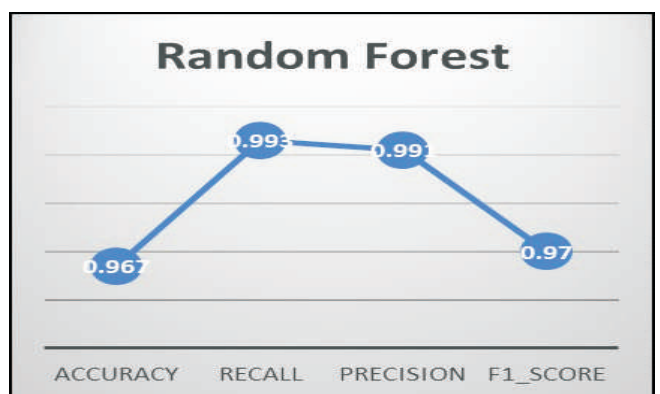 Random Forest
0.993
0.991
0.967
0.97
ACCURACY RECALL PRECISION F1_SCORE